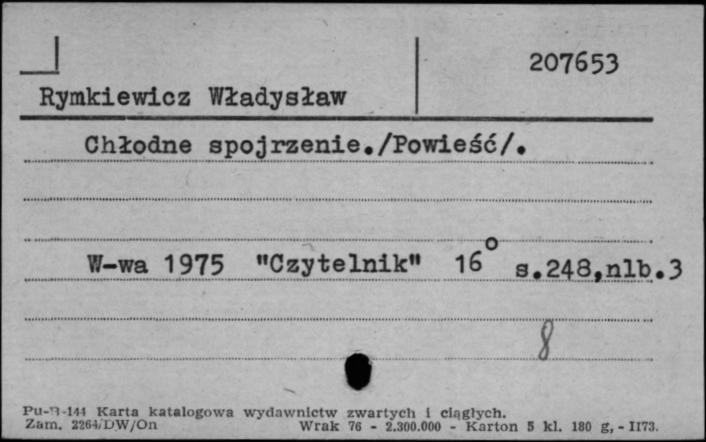 207653
Rymkiewicz Władysław
Chłodne spojrzenie./Powieść/.
W-wa 1975 "Czytelnik" 16° s.248,nlb.3
8
Pu-B-144 Karta katalogowa wydawnictw zwartych i ciągłych.
Zam. 2264/DW/On Wrak 76 - 2.300.000 - Karton 5 kl. 180 g, - II73.